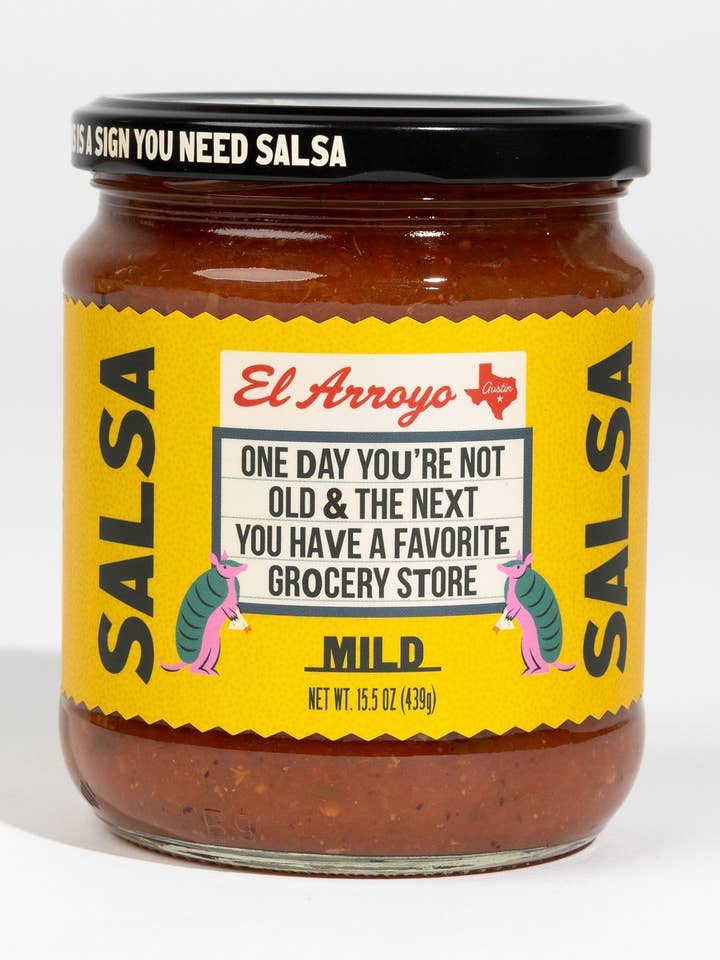 IS A SIGN YOU NEED SALSA
El Arroyo
Austin
ONE DAY YOU'RE NOT
OLD & THE NEXT
YOU HAVE A FAVORITE
GROCERY STORE
SALSA
SALSA
MILD
NET WT. 15.5 OZ (439g)